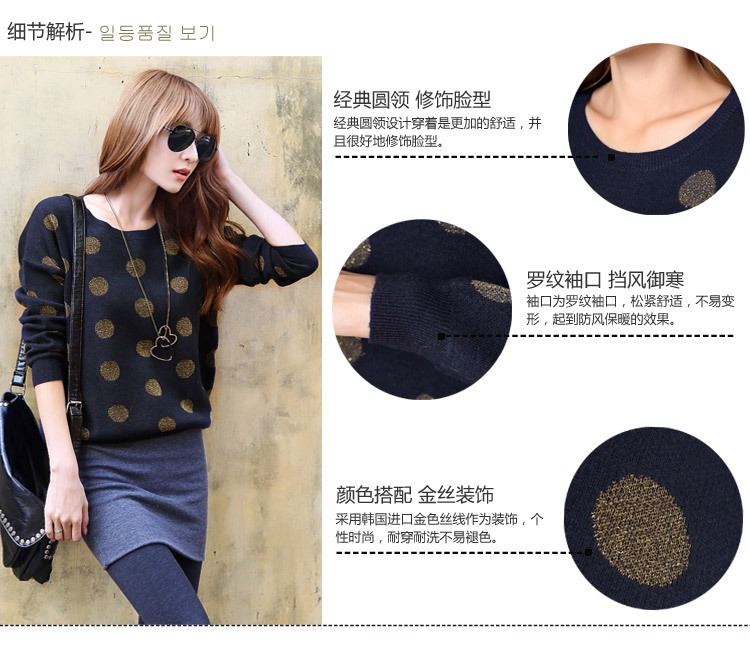 细节解析- 일등품질 보기
经典圆领 修饰脸型
经典圆领设计穿着是更加的舒适，并
且很好地修饰脸型。
罗纹袖口 挡风御寒
袖口为罗纹袖口，松紧舒适，不易变
形，起到防风保暖的效果。
颜色搭配 金丝装饰
采用韩国进口金色丝线作为装饰，个
性时尚，耐穿耐洗不易褪色。